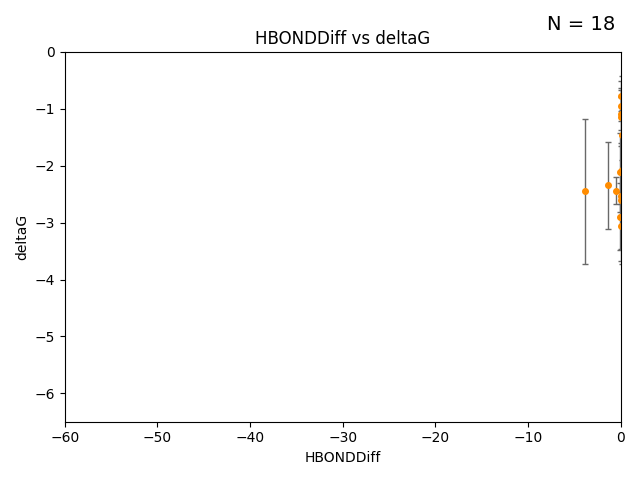 N = 18
HBONDDiff vs deltaG
0
−1
−2
−3
−4
−5
−6
deltaG
−60 −50 −40 −30 −20 −10 0
HBONDDiff